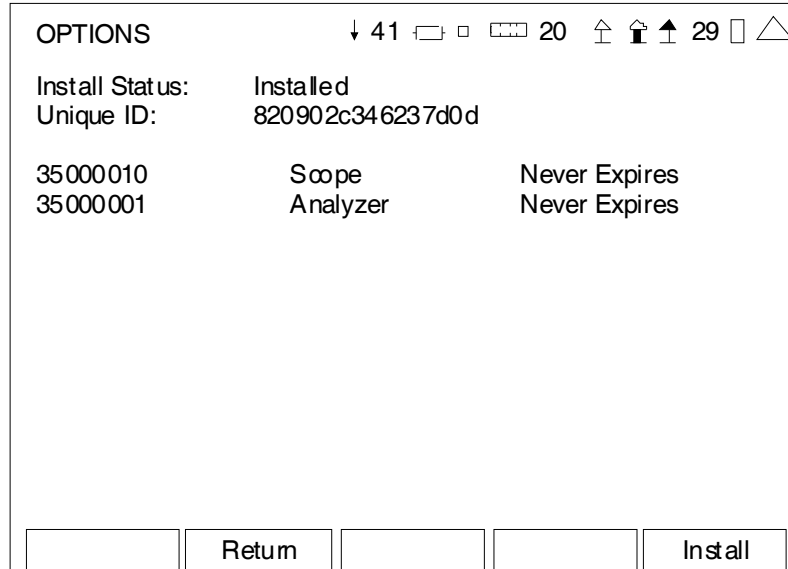 OPTIONS 41 20 29
Install Status: Installed
Unique ID: 820902c346237d0d
35000010 Scope Never Expires
35000001 Analyzer Never Expires
Return Install